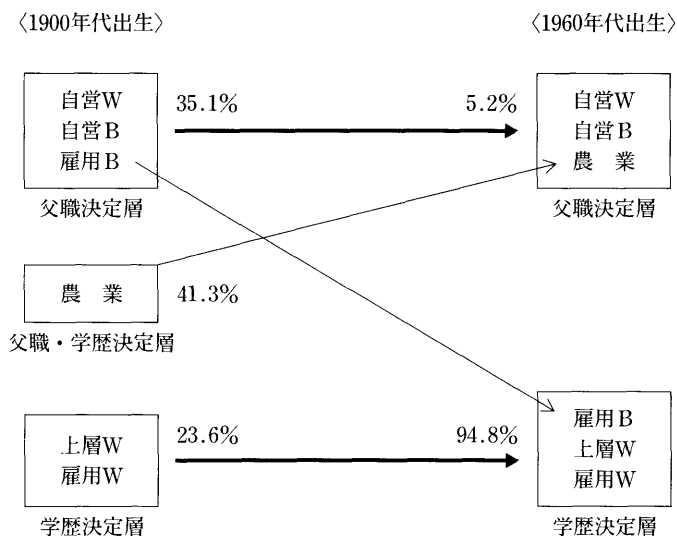 〈1900年代出生〉
〈1960年代出生〉
自営W
自営B
雇用B
父職決定層
35.1%
5.2%
自営W
自営B
農　業
父職決定層
農　業
41.3%
父職・学歴決定層
上層W
雇用W
学歴決定層
23.6%
94.8%
雇用B
上層W
雇用W
学歴決定層